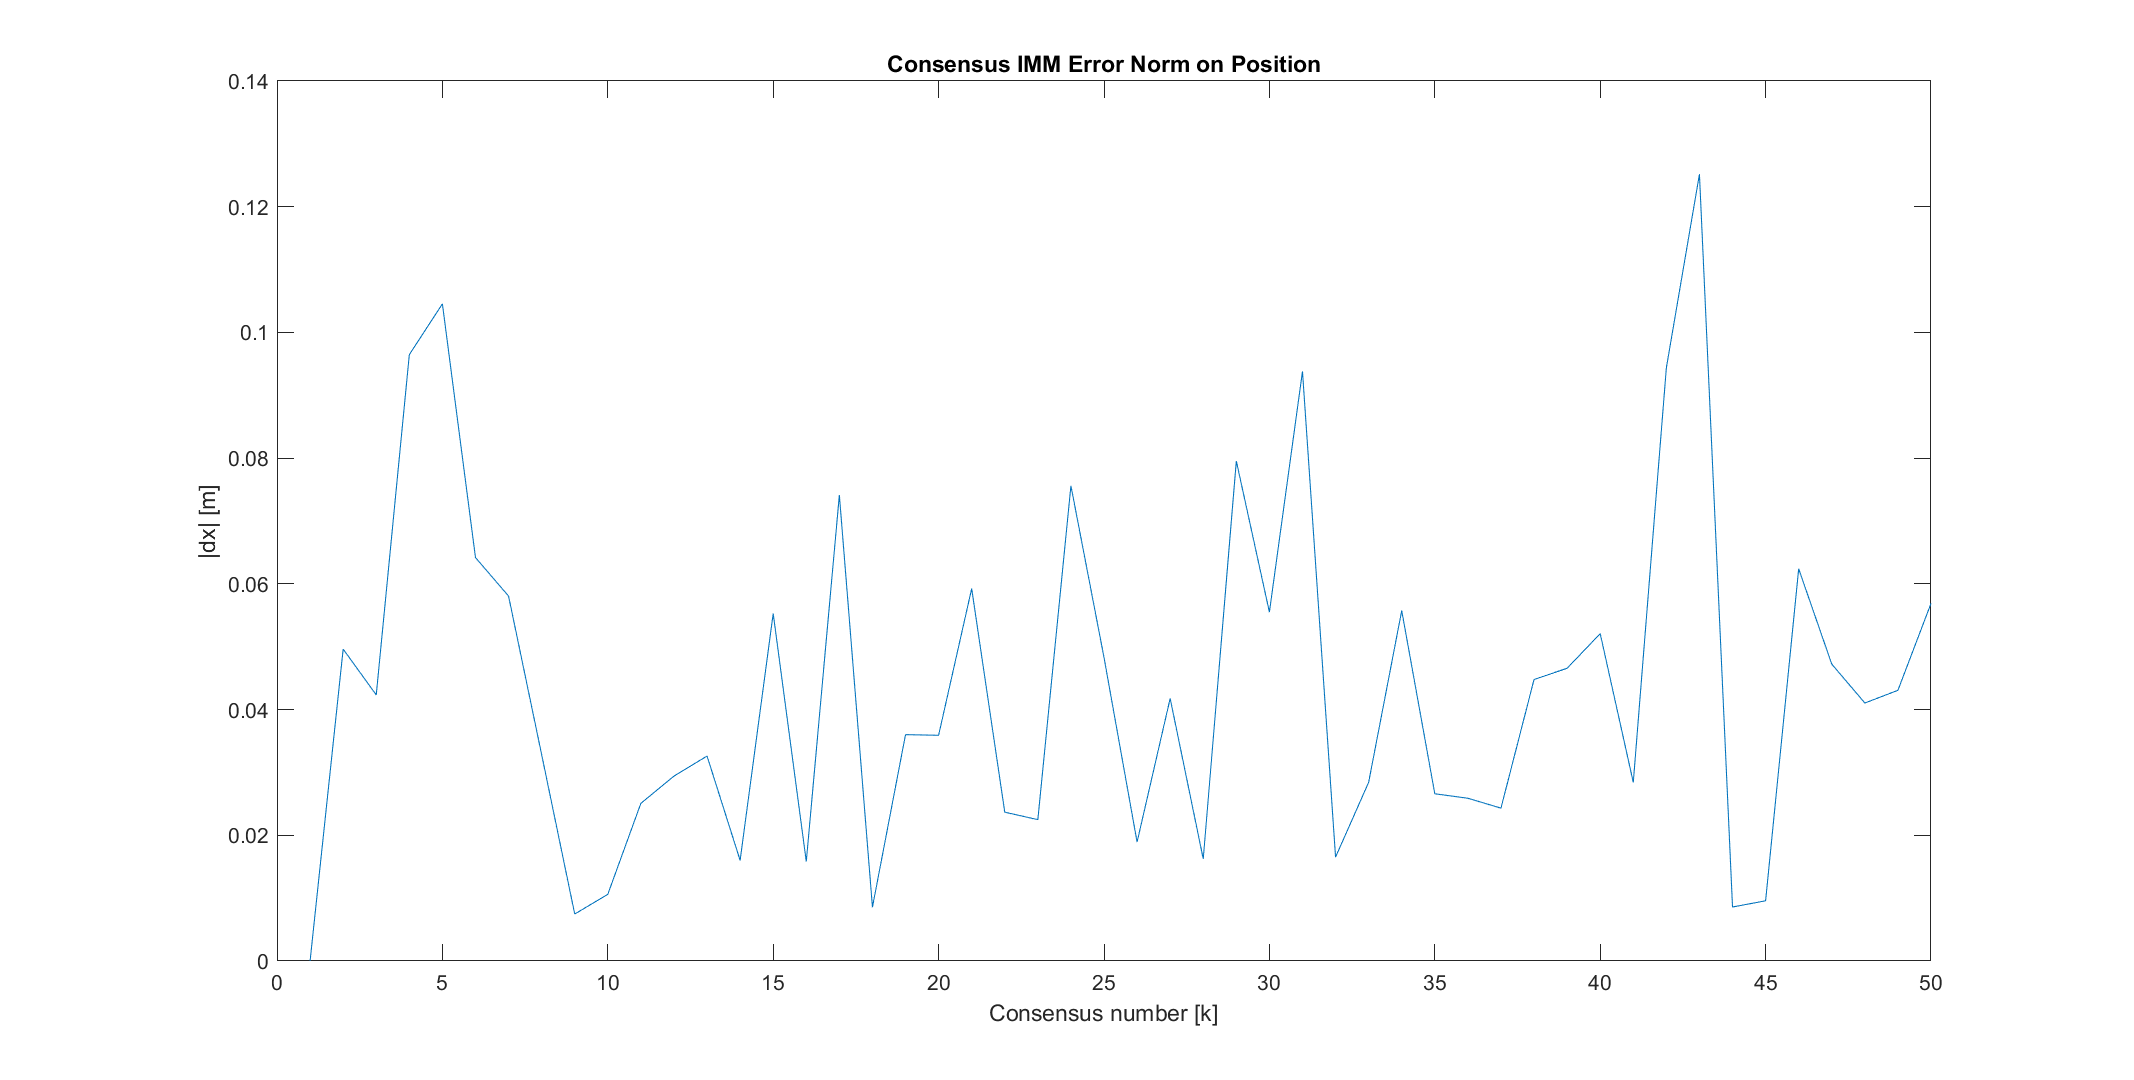 Consensus IMM Error Norm on Position
0.14
0.12
0.1
0.08
0.06
0.04
0.02
0
|dx| [m]
0 5 10 15 20 25 30 35 40 45 50
Consensus number [k]